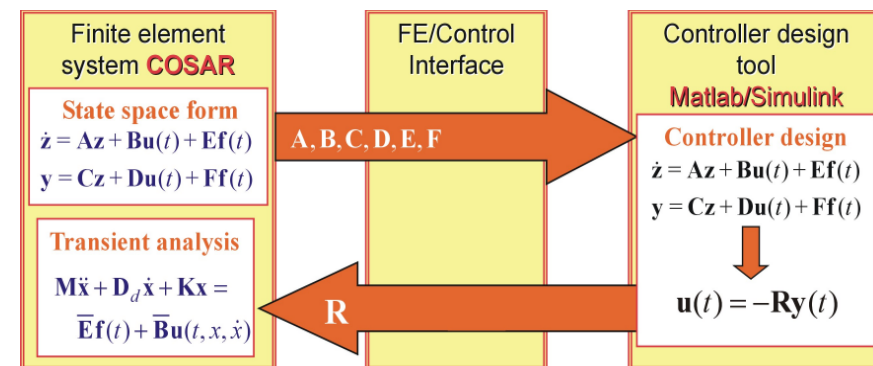 Finite element
system COSAR
State space form
ż = Az + Bu(t) + Ef(t)
y = Cz + Du(t) + Ff(t)
Transient analysis
Mẍ + D_d ẋ + Kx =
E̅f(t) + B̅u(t, x, ẋ)
FE/Control
Interface
A, B, C, D, E, F
R
Controller design
tool
Matlab/Simulink
Controller design
ż = Az + Bu(t) + Ef(t)
y = Cz + Du(t) + Ff(t)
u(t) = −Ry(t)